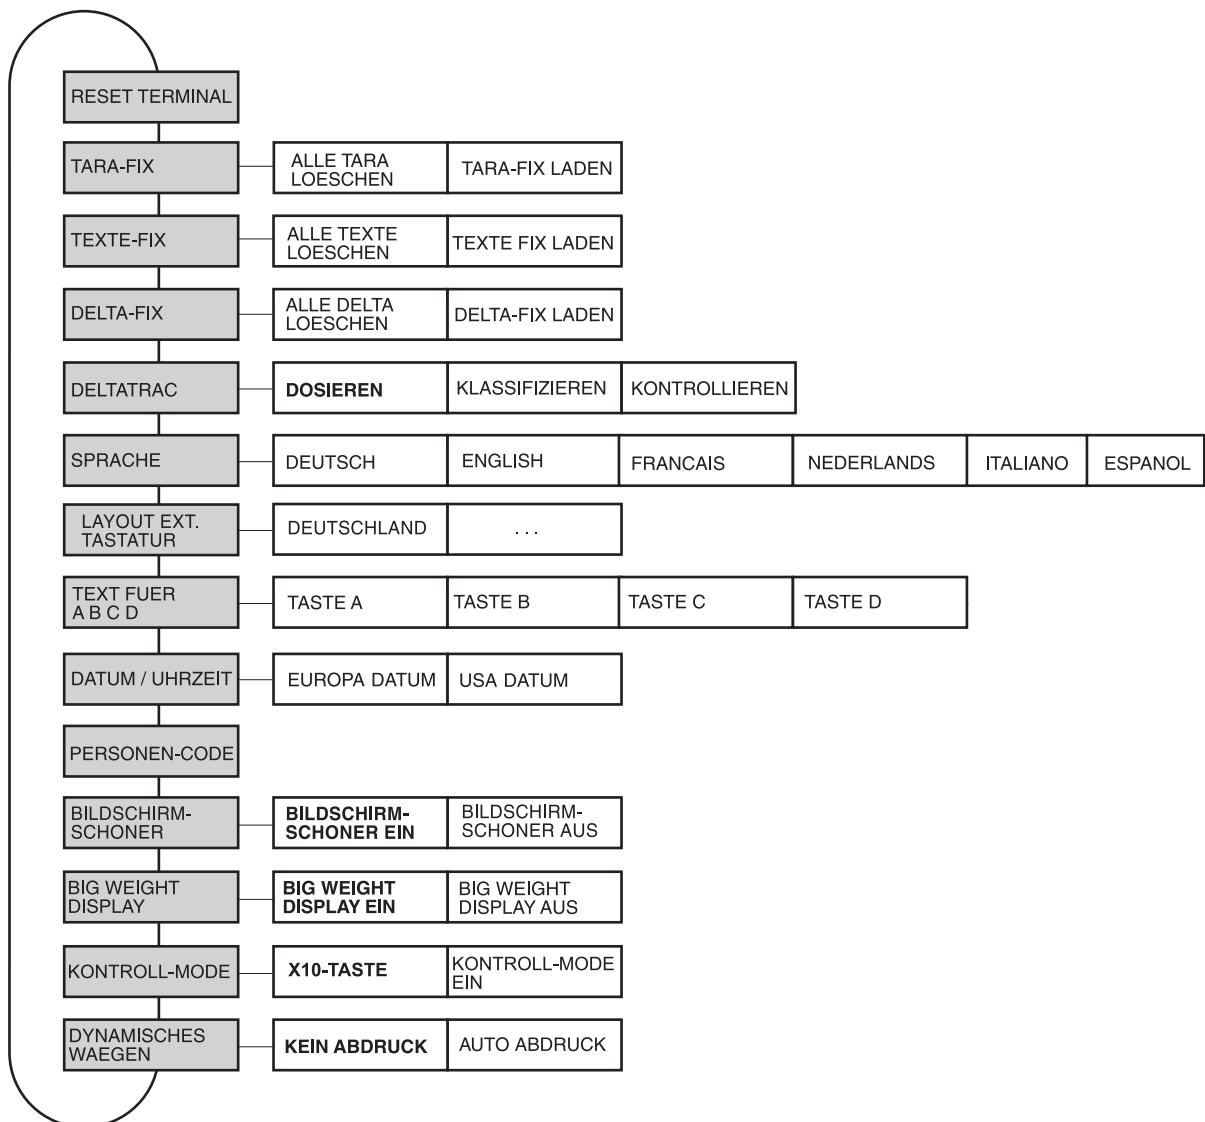 RESET TERMINAL
TARA-FIX
ALLE TARA
LOESCHEN
TARA-FIX LADEN
TEXTE-FIX
ALLE TEXTE
LOESCHEN
TEXTE FIX LADEN
DELTA-FIX
ALLE DELTA
LOESCHEN
DELTA-FIX LADEN
DELTATRAC
DOSIEREN
KLASSIFIZIEREN
KONTROLLIEREN
SPRACHE
DEUTSCH
ENGLISH
FRANCAIS
NEDERLANDS
ITALIANO
ESPANOL
LAYOUT EXT.
TASTATUR
DEUTSCHLAND
. . .
TEXT FUER
A B C D
TASTE A
TASTE B
TASTE C
TASTE D
DATUM / UHRZEIT
EUROPA DATUM
USA DATUM
PERSONEN-CODE
BILDSCHIRM-
SCHONER
BILDSCHIRM-
SCHONER EIN
BILDSCHIRM-
SCHONER AUS
BIG WEIGHT
DISPLAY
BIG WEIGHT
DISPLAY EIN
BIG WEIGHT
DISPLAY AUS
KONTROLL-MODE
X10-TASTE
KONTROLL-MODE
EIN
DYNAMISCHES
WAEGEN
KEIN ABDRUCK
AUTO ABDRUCK